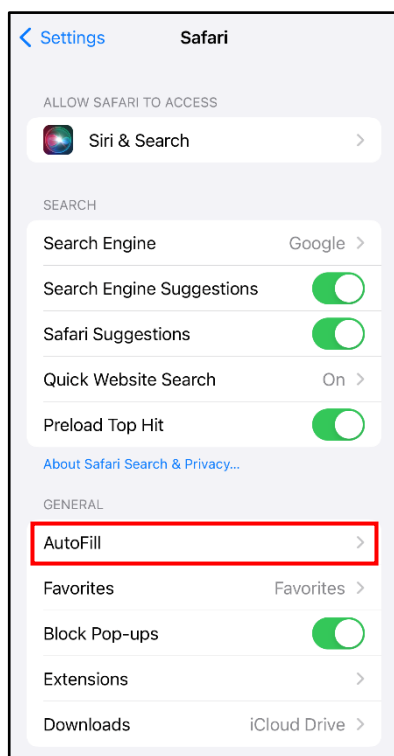 Settings Safari
ALLOW SAFARI TO ACCESS
Siri & Search
SEARCH
Search Engine Google
Search Engine Suggestions
Safari Suggestions
Quick Website Search On
Preload Top Hit
About Safari Search & Privacy...
GENERAL
AutoFill
Favorites Favorites
Block Pop-ups
Extensions
Downloads iCloud Drive